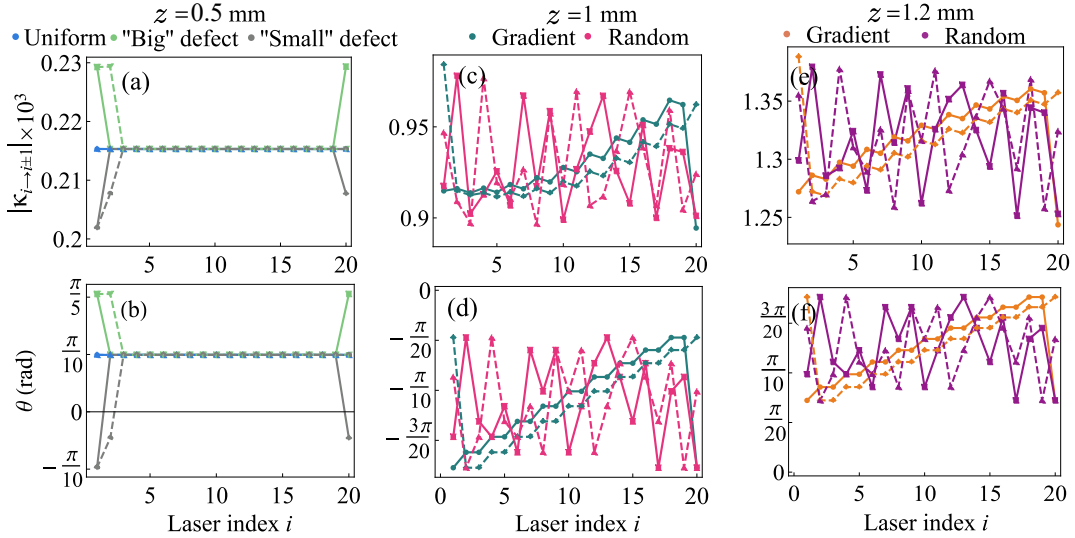 z = 0.5 mm
z = 1 mm
z = 1.2 mm
Uniform "Big" defect "Small" defect
Gradient Random
Gradient Random
|κ_{i→i±1}|×10^3
0.23
0.22
0.21
0.2
(a)
5 10 15 20
0.95
0.9
(c)
5 10 15 20
1.35
1.3
1.25
(e)
5 10 15 20
θ (rad)
π/5
π/10
0
-π/10
(b)
5 10 15 20
Laser index i
0
-π/20
-π/10
-3π/20
(d)
0 5 10 15 20
Laser index i
3π/20
π/10
π/20
0
(f)
0 5 10 15 20
Laser index i